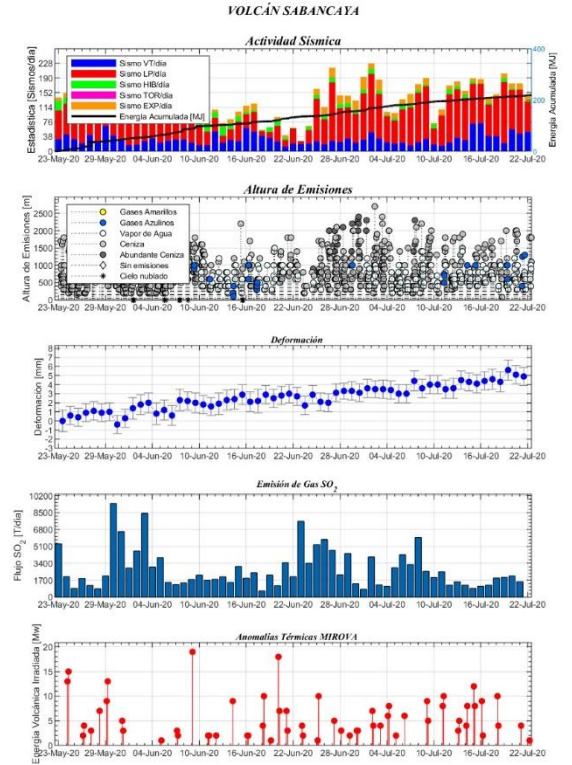 VOLCÁN SABANCAYA
Actividad Sísmica
Estadística [Sismos/día]
228
190
152
114
76
38
0
Sismo VT/día
Sismo LP/día
Sismo HIB/día
Sismo TOR/día
Sismo EXP/día
Energía Acumulada [MJ]
400
200
0
Energía Acumulada [MJ]
23-May-20 29-May-20 04-Jun-20 10-Jun-20 16-Jun-20 22-Jun-20 28-Jun-20 04-Jul-20 10-Jul-20 16-Jul-20 22-Jul-20
Altura de Emisiones
Altura de Emisiones [m]
2500
2000
1500
1000
500
0
Gases Amarillos
Gases Azulinos
Vapor de Agua
Ceniza
Abundante Ceniza
Sin emisiones
Cielo nublado
23-May-20 29-May-20 04-Jun-20 10-Jun-20 16-Jun-20 22-Jun-20 28-Jun-20 04-Jul-20 10-Jul-20 16-Jul-20 22-Jul-20
Deformación
Deformación [mm]
8
7
6
5
4
3
2
1
0
-1
-2
23-May-20 29-May-20 04-Jun-20 10-Jun-20 16-Jun-20 22-Jun-20 28-Jun-20 04-Jul-20 10-Jul-20 16-Jul-20 22-Jul-20
Emisión de Gas SO2
Flujo SO2 [T/día]
10200
8500
6800
5100
3400
1700
0
23-May-20 29-May-20 04-Jun-20 10-Jun-20 16-Jun-20 22-Jun-20 28-Jun-20 04-Jul-20 10-Jul-20 16-Jul-20 22-Jul-20
Anomalías Térmicas MIROVA
Energía Volcánica Irradiada [Mw]
20
15
10
5
0
23-May-20 29-May-20 04-Jun-20 10-Jun-20 16-Jun-20 22-Jun-20 28-Jun-20 04-Jul-20 10-Jul-20 16-Jul-20 22-Jul-20